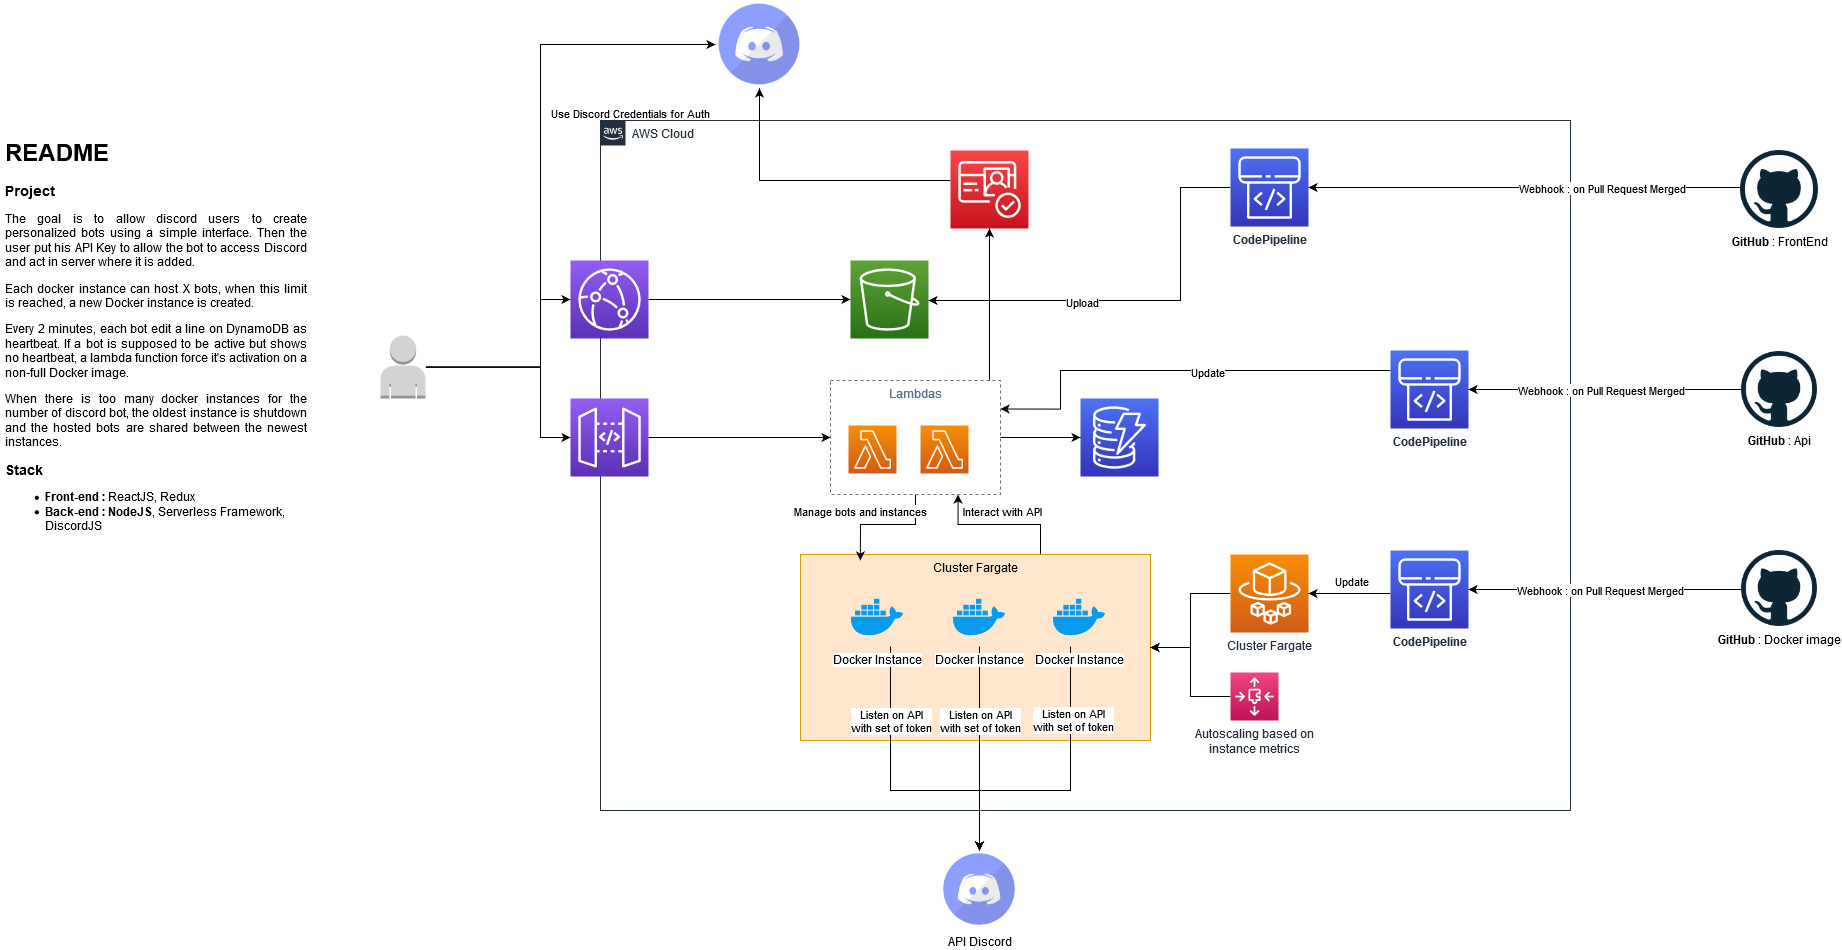 README
Project
The goal is to allow discord users to create
personalized bots using a simple interface. Then the
user put his API Key to allow the bot to access Discord
and act in server where it is added.
Each docker instance can host X bots, when this limit
is reached, a new Docker instance is created.
Every 2 minutes, each bot edit a line on DynamoDB as
heartbeat. If a bot is supposed to be active but shows
no heartbeat, a lambda function force it's activation on a
non-full Docker image.
When there is too many docker instances for the
number of discord bot, the oldest instance is shutdown
and the hosted bots are shared between the newest
instances.
Stack
• Front-end : ReactJS, Redux
• Back-end : NodeJS, Serverless Framework,
DiscordJS
Use Discord Credentials for Auth
aws
AWS Cloud
CodePipeline
Webhook : on Pull Request Merged
GitHub : FrontEnd
Upload
Lambdas
Update
CodePipeline
Webhook : on Pull Request Merged
GitHub : Api
Manage bots and instances
Interact with API
Cluster Fargate
Docker Instance
Docker Instance
Docker Instance
Listen on API
with set of token
Listen on API
with set of token
Listen on API
with set of token
Cluster Fargate
Update
CodePipeline
Webhook : on Pull Request Merged
GitHub : Docker image
Autoscaling based on
instance metrics
API Discord